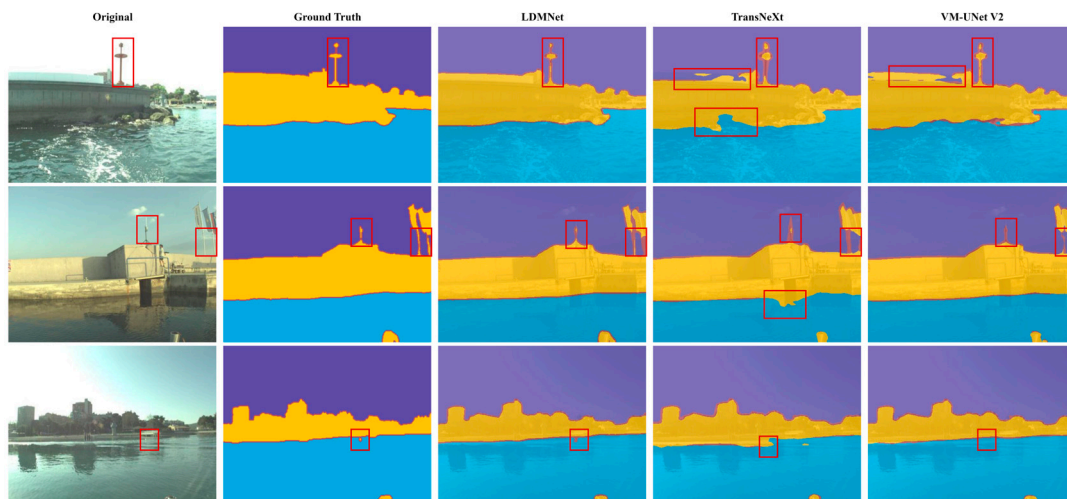 Original
Ground Truth
LDMNet
TransNeXt
VM-UNet V2